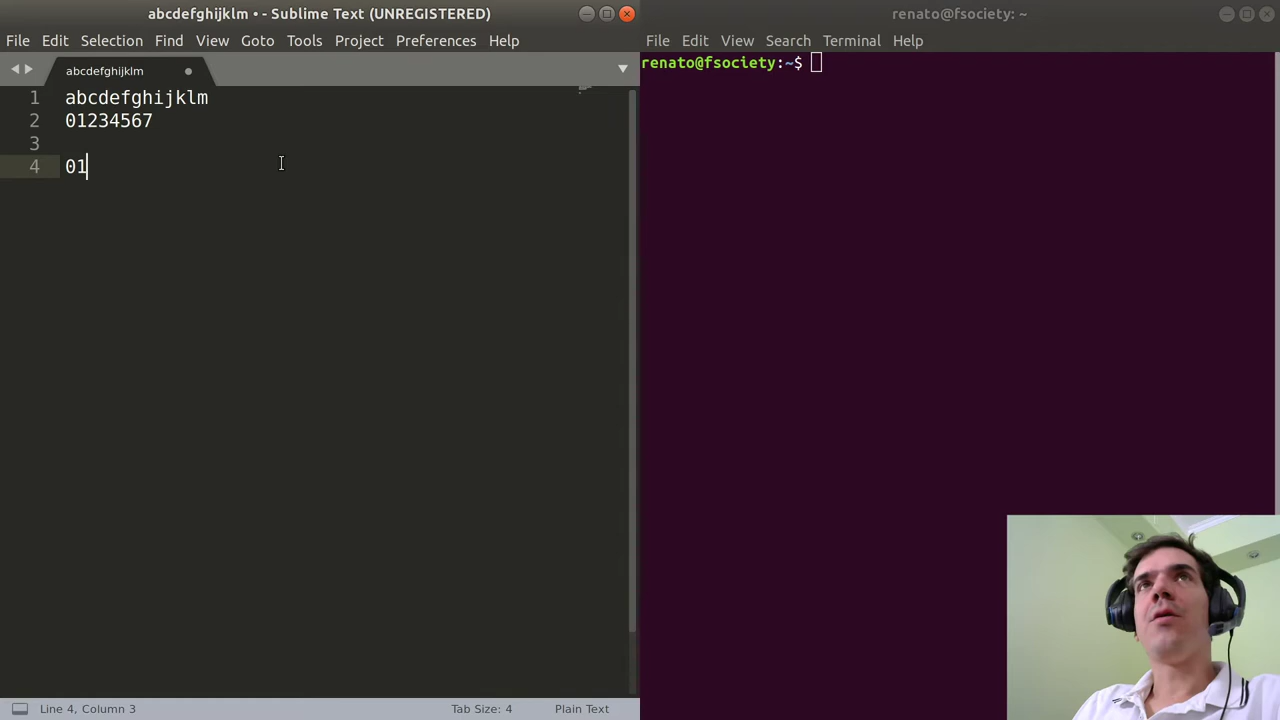 abcdefghijklm • - Sublime Text (UNREGISTERED)
File Edit Selection Find View Goto Tools Project Preferences Help
abcdefghijklm
1 abcdefghijklm
2 01234567
3
4 01
Line 4, Column 3
Tab Size: 4
Plain Text
renato@fsociety: ~
File Edit View Search Terminal Help
renato@fsociety:~$